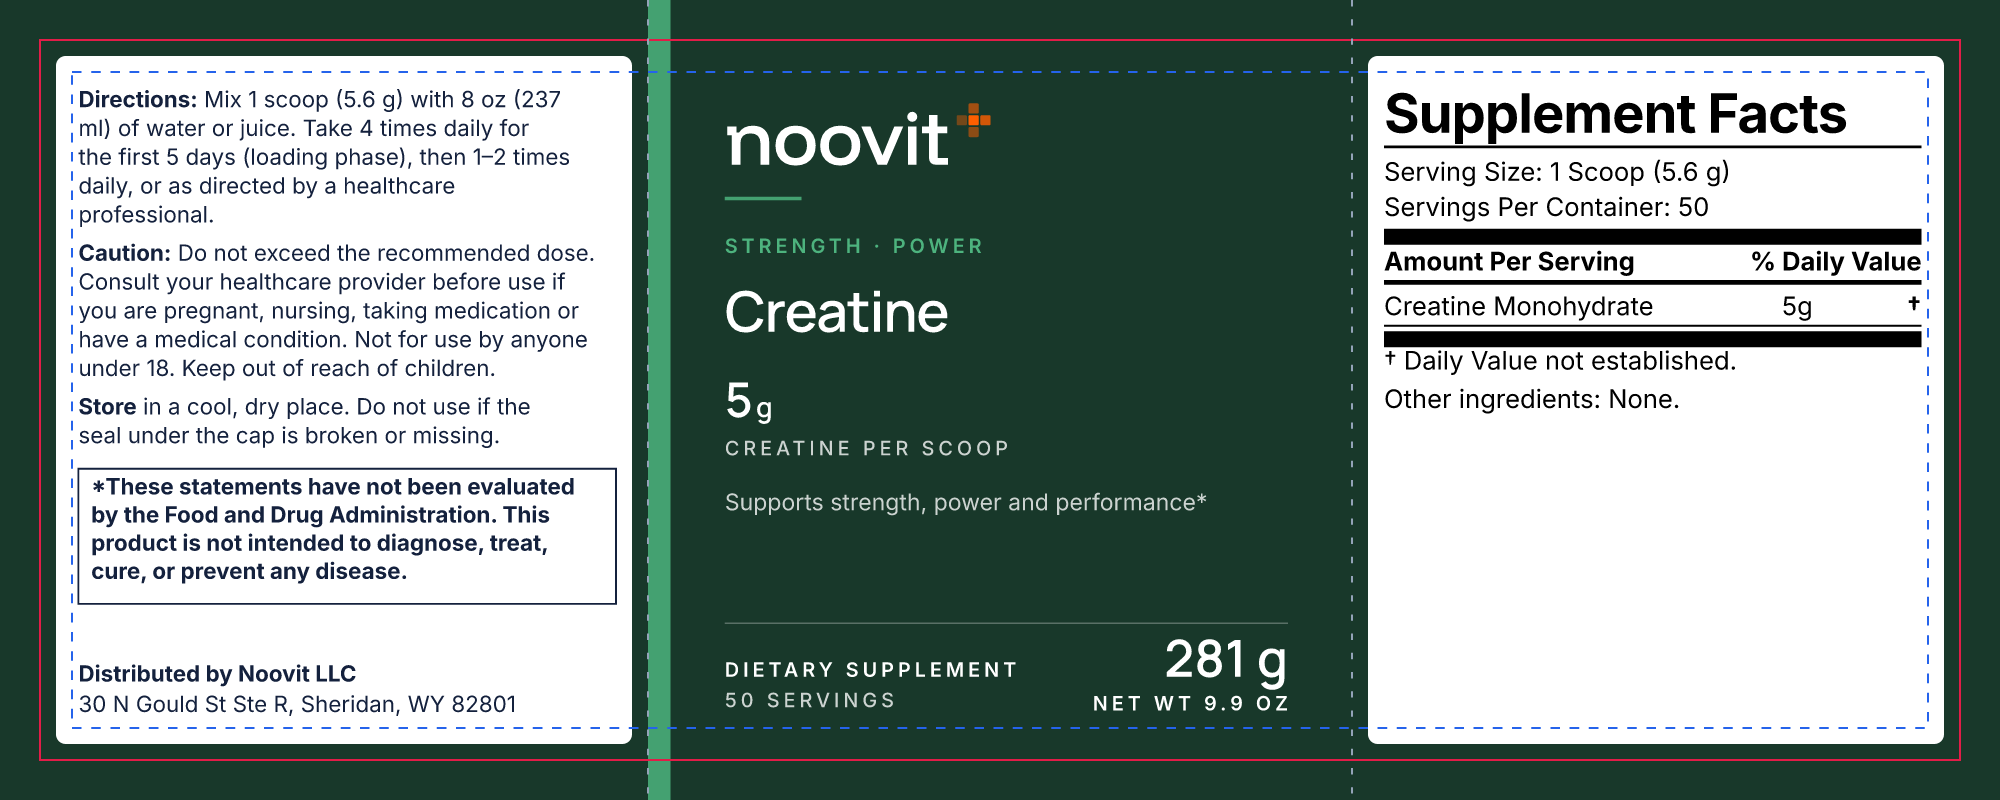 Directions: Mix 1 scoop (5.6 g) with 8 oz (237
ml) of water or juice. Take 4 times daily for
the first 5 days (loading phase), then 1–2 times
daily, or as directed by a healthcare
professional.
Caution: Do not exceed the recommended dose.
Consult your healthcare provider before use if
you are pregnant, nursing, taking medication or
have a medical condition. Not for use by anyone
under 18. Keep out of reach of children.
Store in a cool, dry place. Do not use if the
seal under the cap is broken or missing.
*These statements have not been evaluated
by the Food and Drug Administration. This
product is not intended to diagnose, treat,
cure, or prevent any disease.
Distributed by Noovit LLC
30 N Gould St Ste R, Sheridan, WY 82801
noovit
STRENGTH · POWER
Creatine
5 g
CREATINE PER SCOOP
Supports strength, power and performance*
DIETARY SUPPLEMENT
50 SERVINGS
281 g
NET WT 9.9 OZ
Supplement Facts
Serving Size: 1 Scoop (5.6 g)
Servings Per Container: 50
Amount Per Serving % Daily Value
Creatine Monohydrate 5g †
† Daily Value not established.
Other ingredients: None.